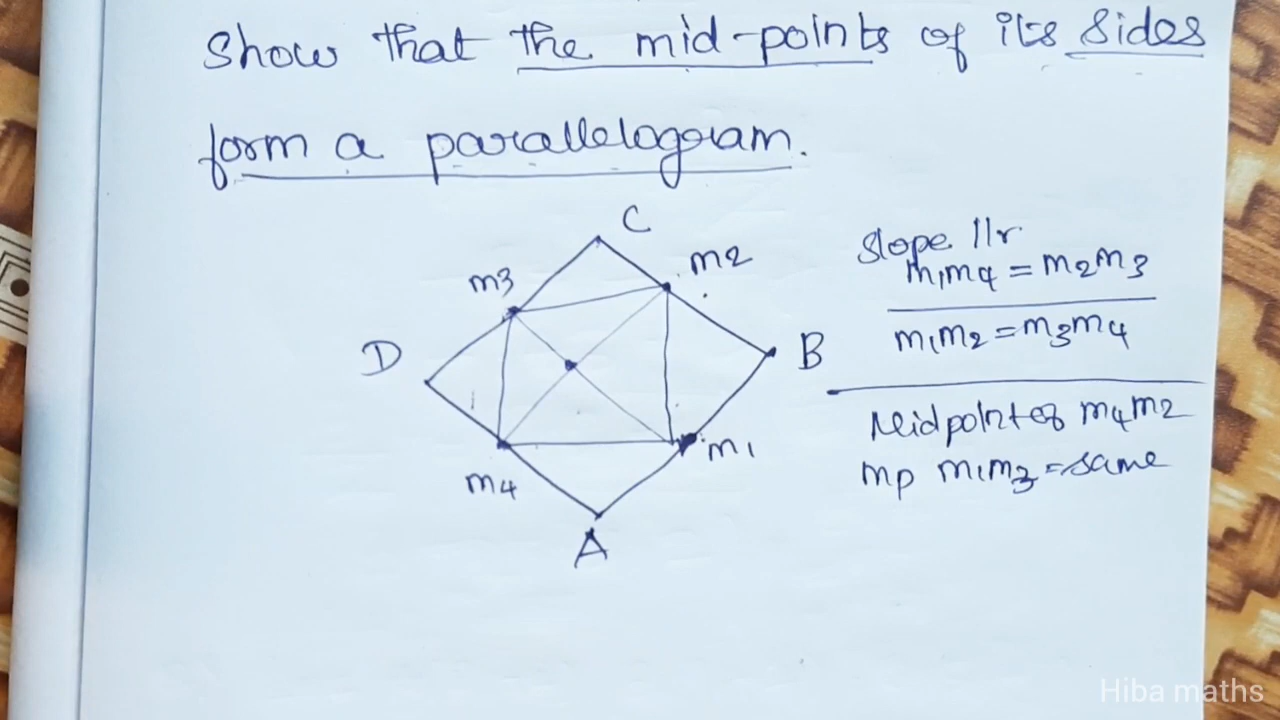 Show that the mid-points of its sides
form a parallelogram.
C
m3
m2
D
B
m4
m1
A
Slope llr
m1m4 = m2m3
m1m2 = m3m4
Midpoint of m4m2
mp m1m3 = same
Hiba maths